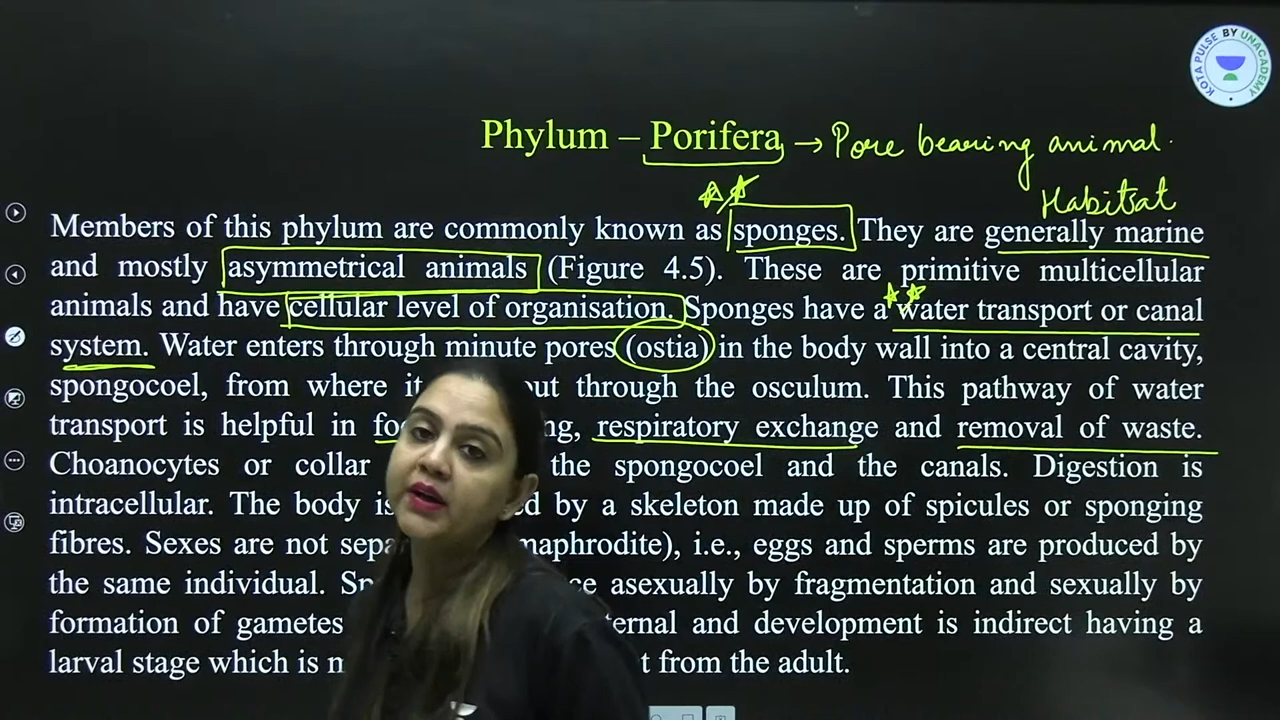 KOTA PULSE BY UNACADEMY
Phylum – Porifera → Pore bearing animal.
Habitat
Members of this phylum are commonly known as sponges. They are generally marine
and mostly asymmetrical animals (Figure 4.5). These are primitive multicellular
animals and have cellular level of organisation. Sponges have a water transport or canal
system. Water enters through minute pores (ostia) in the body wall into a central cavity,
spongocoel, from where it out through the osculum. This pathway of water
transport is helpful in respiratory exchange and removal of waste.
Choanocytes or collar the spongocoel and the canals. Digestion is
intracellular. The body is by a skeleton made up of spicules or sponging
fibres. Sexes are not i.e., eggs and sperms are produced by
the same individual. asexually by fragmentation and sexually by
formation of gametes and development is indirect having a
larval stage which is from the adult.